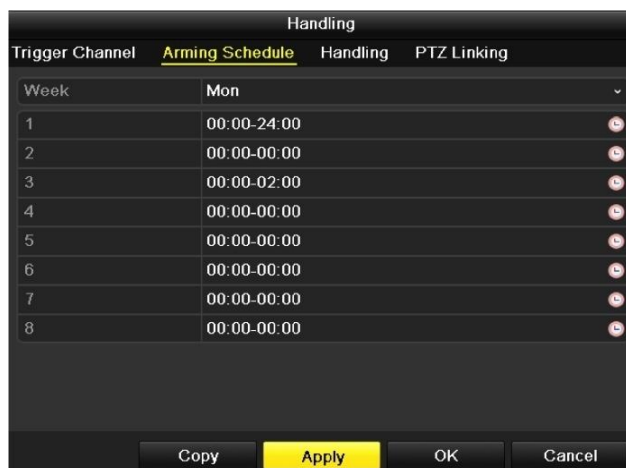 Handling
Trigger Channel Arming Schedule Handling PTZ Linking
Week Mon
1 00:00-24:00
2 00:00-00:00
3 00:00-02:00
4 00:00-00:00
5 00:00-00:00
6 00:00-00:00
7 00:00-00:00
8 00:00-00:00
Copy Apply OK Cancel